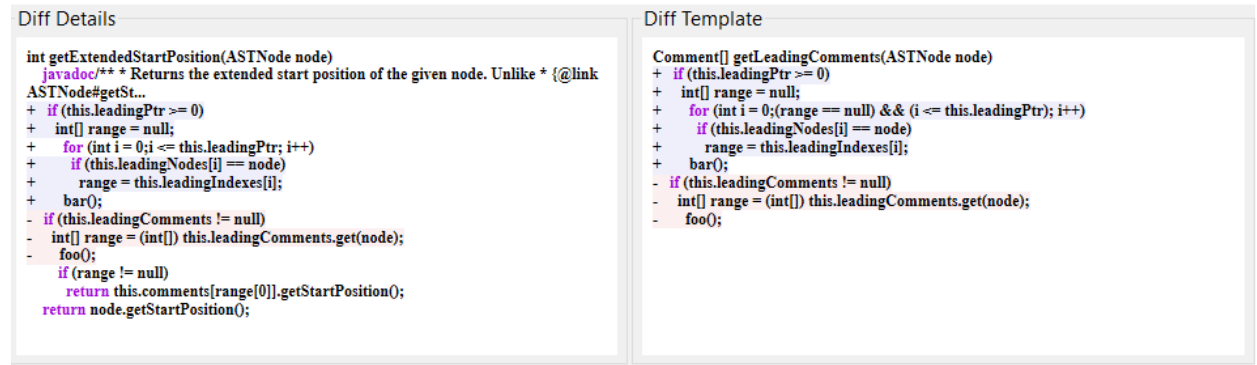 Diff Details
int getExtendedStartPosition(ASTNode node)
javadoc/** * Returns the extended start position of the given node. Unlike * {@link
ASTNode#getSt...
+ if (this.leadingPtr >= 0)
+ int[] range = null;
+ for (int i = 0;i <= this.leadingPtr; i++)
+ if (this.leadingNodes[i] == node)
+ range = this.leadingIndexes[i];
+ bar();
- if (this.leadingComments != null)
- int[] range = (int[]) this.leadingComments.get(node);
- foo();
if (range != null)
return this.comments[range[0]].getStartPosition();
return node.getStartPosition();
Diff Template
Comment[] getLeadingComments(ASTNode node)
+ if (this.leadingPtr >= 0)
+ int[] range = null;
+ for (int i = 0;(range == null) && (i <= this.leadingPtr); i++)
+ if (this.leadingNodes[i] == node)
+ range = this.leadingIndexes[i];
+ bar();
- if (this.leadingComments != null)
- int[] range = (int[]) this.leadingComments.get(node);
- foo();